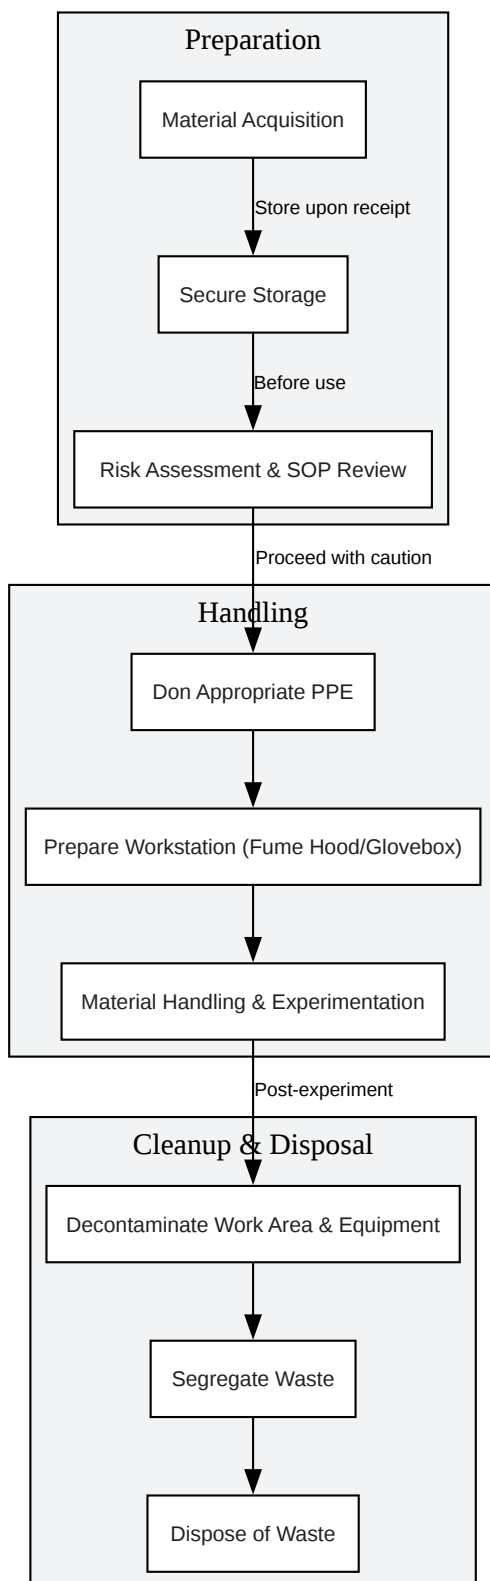 Preparation
Material Acquisition
Store upon receipt
Secure Storage
Before use
Risk Assessment & SOP Review
Proceed with caution
Handling
Don Appropriate PPE
Prepare Workstation (Fume Hood/Glovebox)
Material Handling & Experimentation
Post-experiment
Cleanup & Disposal
Decontaminate Work Area & Equipment
Segregate Waste
Dispose of Waste